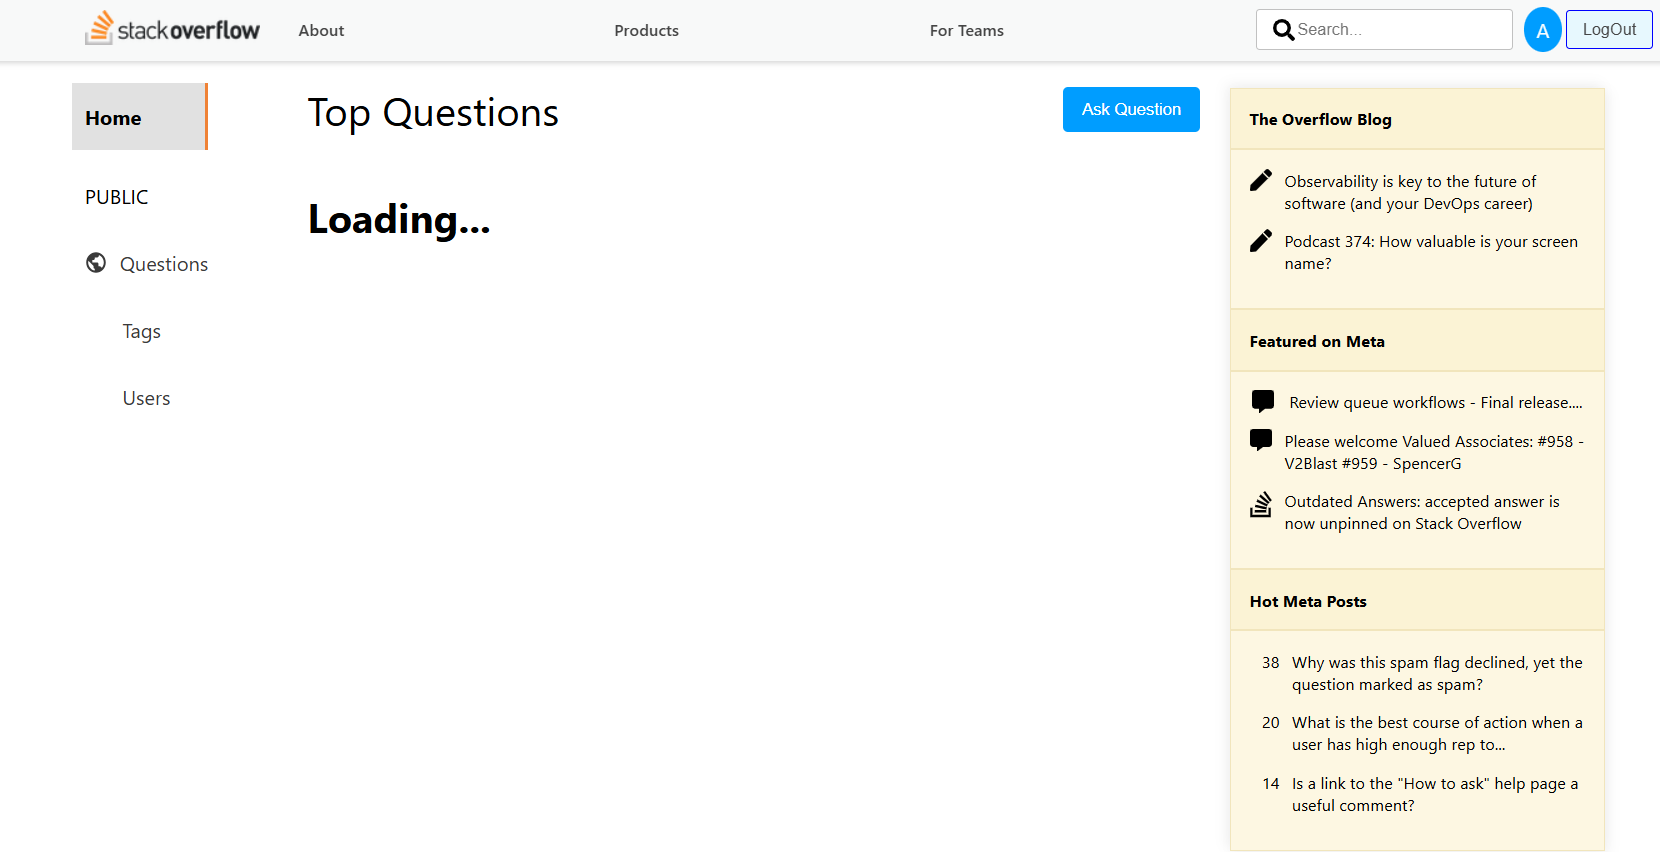 stackoverflow About Products For Teams Search... A LogOut
Home
PUBLIC
Questions
Tags
Users
Top Questions
Ask Question
Loading...
The Overflow Blog
Observability is key to the future of
software (and your DevOps career)
Podcast 374: How valuable is your screen
name?
Featured on Meta
Review queue workflows - Final release....
Please welcome Valued Associates: #958 -
V2Blast #959 - SpencerG
Outdated Answers: accepted answer is
now unpinned on Stack Overflow
Hot Meta Posts
38 Why was this spam flag declined, yet the
question marked as spam?
20 What is the best course of action when a
user has high enough rep to...
14 Is a link to the "How to ask" help page a
useful comment?